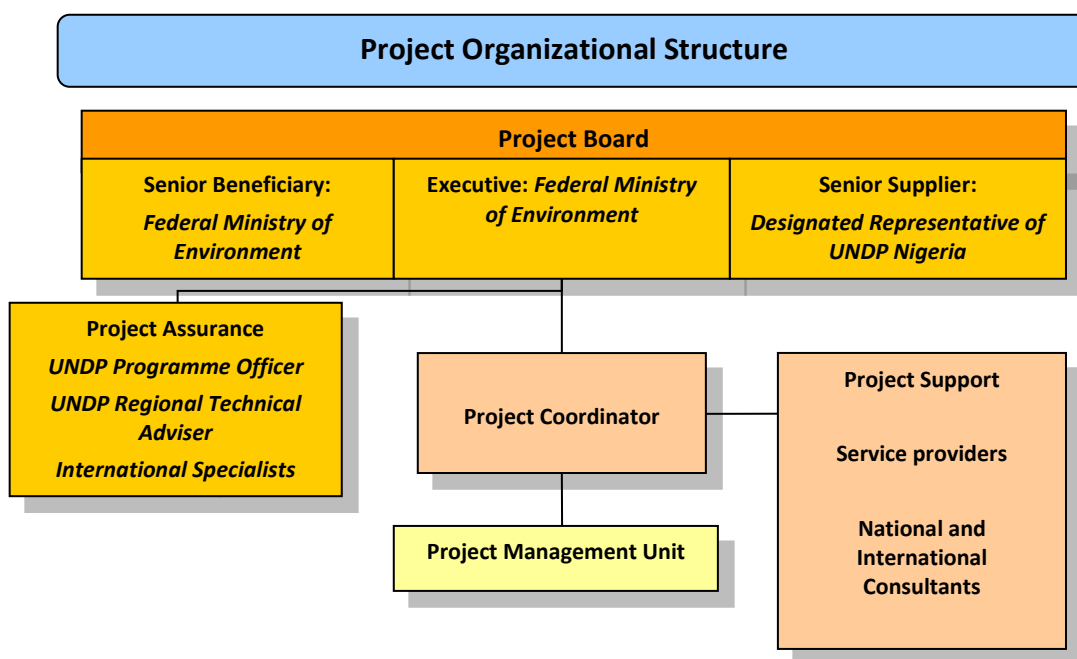 Project Organizational Structure
Project Board
Senior Beneficiary:
Federal Ministry of
Environment
Executive: Federal Ministry
of Environment
Senior Supplier:
Designated Representative of
UNDP Nigeria
Project Assurance
UNDP Programme Officer
UNDP Regional Technical
Adviser
International Specialists
Project Coordinator
Project Support
Service providers
National and
International
Consultants
Project Management Unit